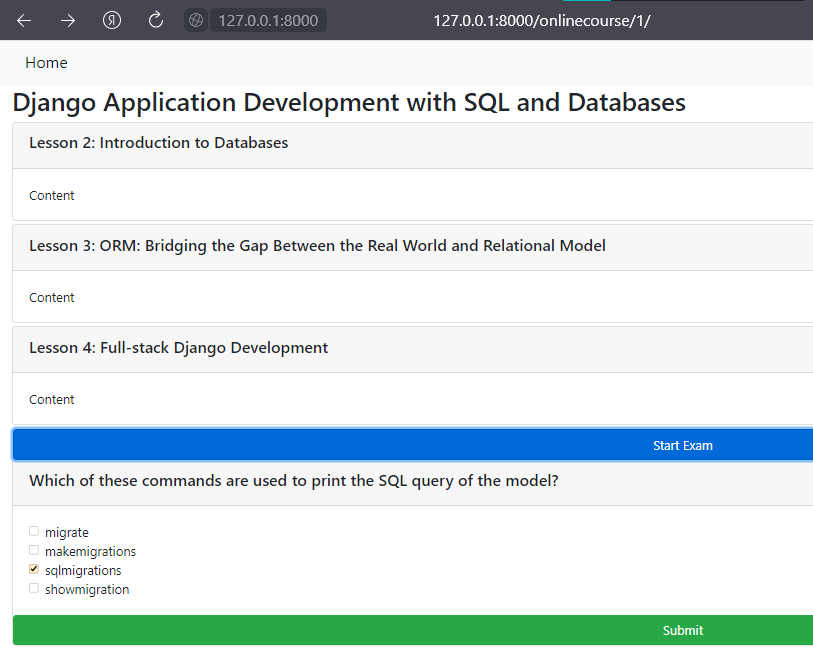 Я 127.0.0.1:8000 127.0.0.1:8000/onlinecourse/1/
Home
Django Application Development with SQL and Databases
Lesson 2: Introduction to Databases
Content
Lesson 3: ORM: Bridging the Gap Between the Real World and Relational Model
Content
Lesson 4: Full-stack Django Development
Content
Start Exam
Which of these commands are used to print the SQL query of the model?
migrate
makemigrations
sqlmigrations
showmigration
Submit